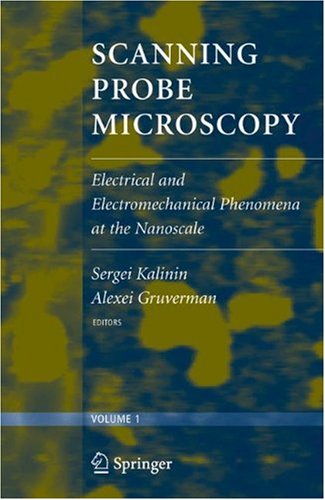 SCANNING
PROBE
MICROSCOPY
Electrical and
Electromechanical Phenomena
at the Nanoscale
Sergei Kalinin
Alexei Gruverman
EDITORS
VOLUME 1
Springer